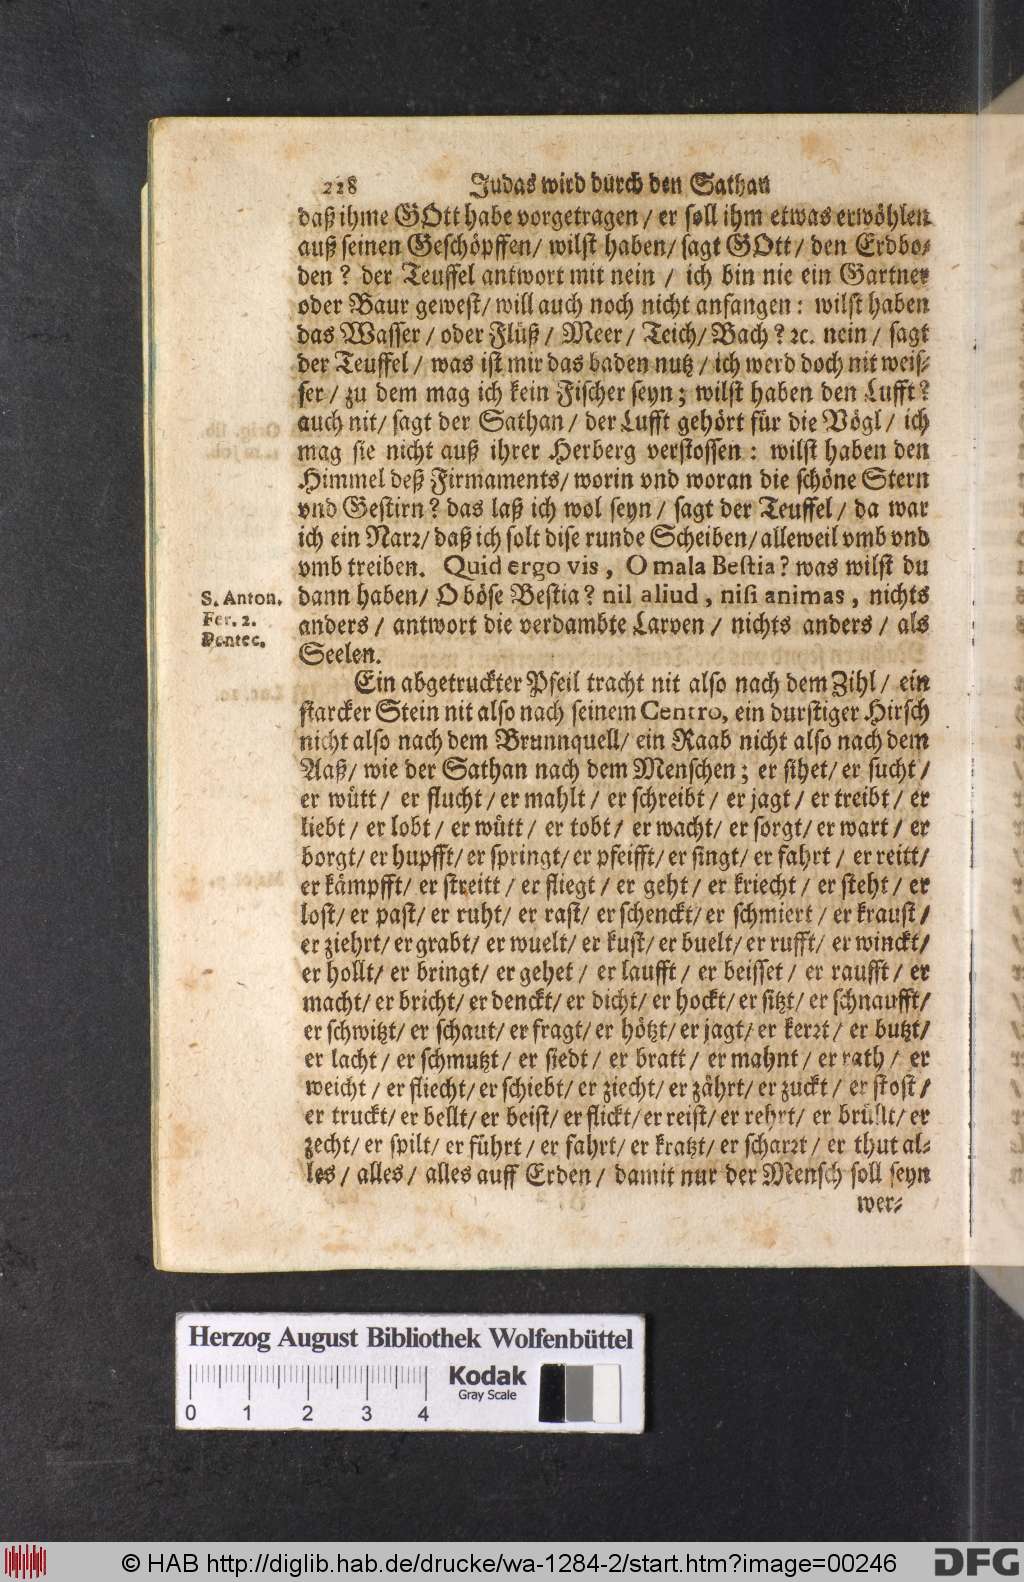 228 Judas wird durch den Sathan
daß ihme GOtt habe vorgetragen / er soll ihm etwas erwöhlen
auß seinen Geschöpffen / wilst haben / sagt GOtt / den Erdbo-
den ? der Teuffel antwort mit nein / ich bin nie ein Gartner
oder Baur gewest / will auch noch nicht anfangen : wilst haben
das Wasser / oder Flüß / Meer / Teich / Bach ? ꝛc. nein / sagt
der Teuffel / was ist mir das baden nutz / ich werd doch nit weis-
ser / zu dem mag ich kein Fischer seyn ; wilst haben den Lufft ?
auch nit / sagt der Sathan / der Lufft gehört für die Vögl / ich
mag sie nicht auß ihrer Herberg verstossen : wilst haben den
Himmel deß Firmaments / worin vnd woran die schöne Stern
vnd Gestirn ? das laß ich wol seyn / sagt der Teuffel / da war
ich ein Narꝛ / daß ich solt dise runde Scheiben / alleweil vmb vnd
vmb treiben. Quid ergo vis , O mala Bestia ? was wilst du
S. Anton.
Fer. 2.
Pentec.
dann haben / O böse Bestia ? nil aliud , nisi animas , nichts
anders / antwort die verdambte Larven / nichts anders / als
Seelen.
Ein abgetruckter Pfeil tracht nit also nach dem Zihl / ein
starcker Stein nit also nach seinem Centro, ein durstiger Hirsch
nicht also nach dem Brunnquell / ein Raab nicht also nach dem
Aaß / wie der Sathan nach dem Menschen ; er sihet / er sucht /
er wütt / er flucht / er mahlt / er schreibt / er jagt / er treibt / er
liebt / er lobt / er wütt / er tobt / er wacht / er sorgt / er wart / er
borgt / er hupfft / er springt / er pfeifft / er singt / er fahrt / er reitt /
er kämpfft / er streitt / er fliegt / er geht / er kriecht / er steht / er
lost / er past / er ruht / er rast / er schenckt / er schmiert / er kraust /
er ziehrt / er grabt / er wuelt / er kust / er buelt / er rufft / er winckt /
er hollt / er bringt / er gehet / er laufft / er beisset / er raufft / er
macht / er bricht / er denckt / er dicht / er hockt / er sitzt / er schnaufft /
er schwitzt / er schaut / er fragt / er hötzt / er jagt / er kerꝛt / er butzt /
er lacht / er schmutzt / er siedt / er bratt / er mahnt / er rath / er
weicht / er fliecht / er schiebt / er ziecht / er zährt / er zuckt / er stost /
er truckt / er bellt / er beist / er flickt / er reist / er rehrt / er brüllt / er
zecht / er spilt / er führt / er fahrt / er kratzt / er scharꝛt / er thut al-
les / alles / alles auff Erden / damit nur der Mensch soll seyn
wer-
Herzog August Bibliothek Wolfenbüttel
0 1 2 3 4
Kodak
Gray Scale
© HAB http://diglib.hab.de/drucke/wa-1284-2/start.htm?image=00246
DFG